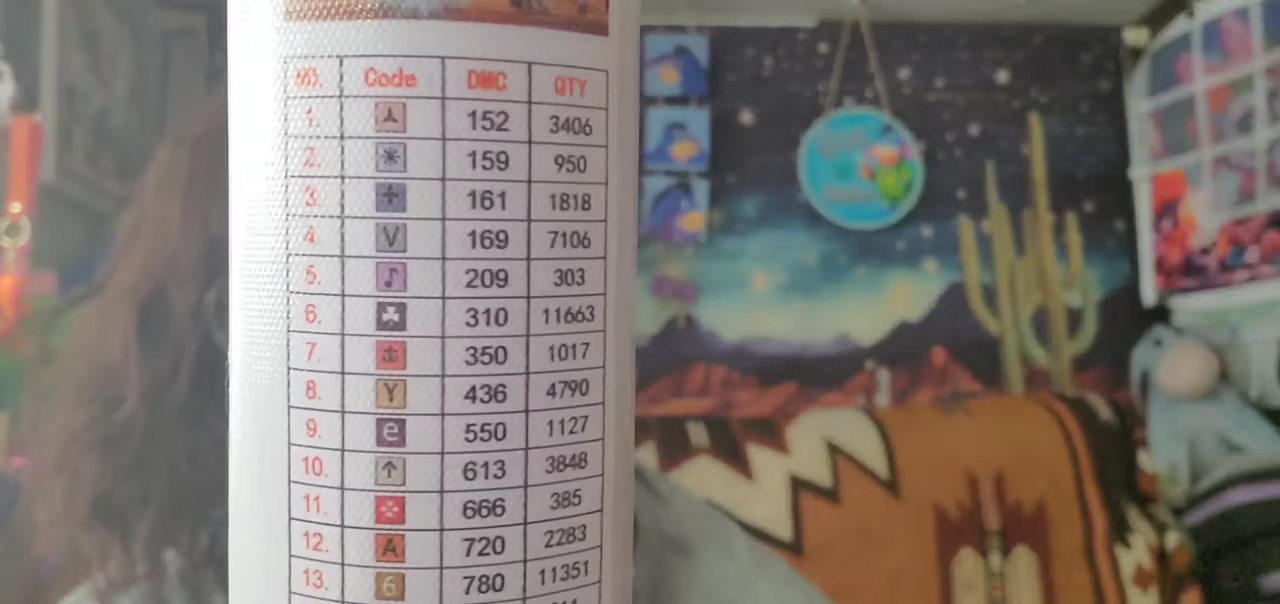 NO. Code DMC QTY
1. 152 3406
2. 159 950
3. 161 1818
4. V 169 7106
5. ♪ 209 303
6. ☘ 310 11663
7. 350 1017
8. Y 436 4790
9. e 550 1127
10. ↑ 613 3848
11. 666 385
12. A 720 2283
13. 6 780 11351